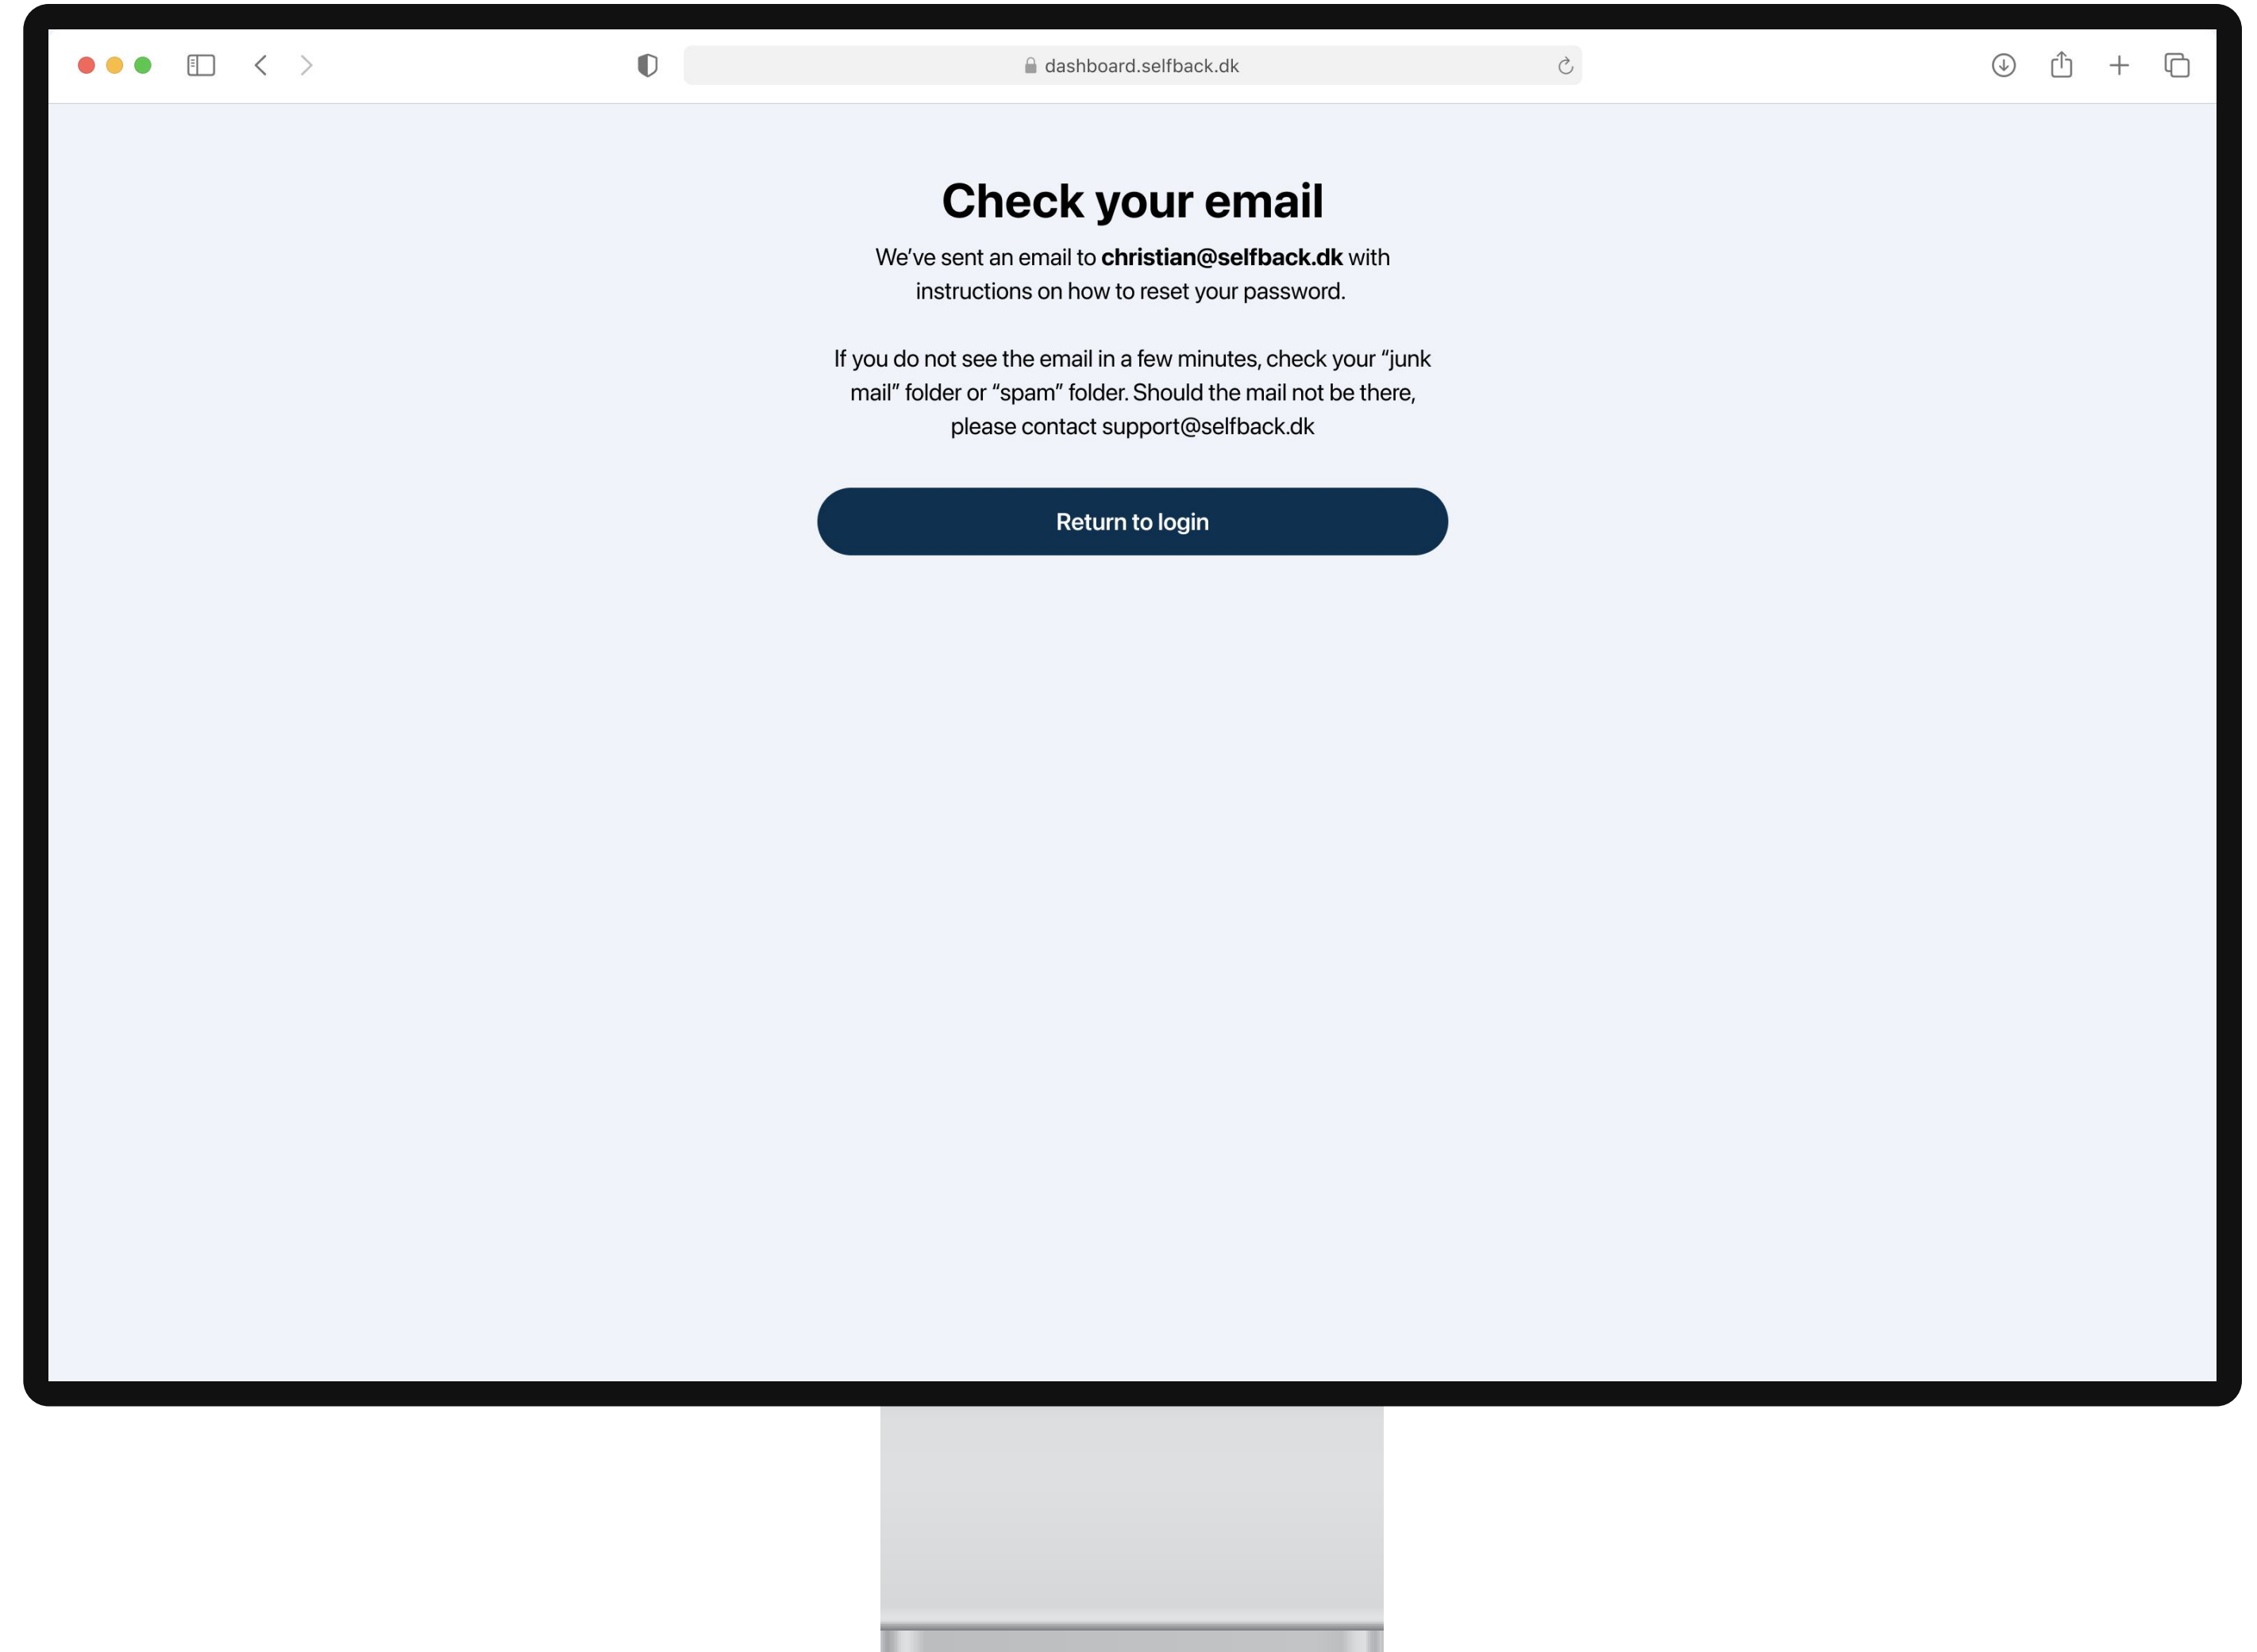 dashboard.selfback.dk
Check your email
We’ve sent an email to christian@selfback.dk with
instructions on how to reset your password.
If you do not see the email in a few minutes, check your “junk
mail” folder or “spam” folder. Should the mail not be there,
please contact support@selfback.dk
Return to login